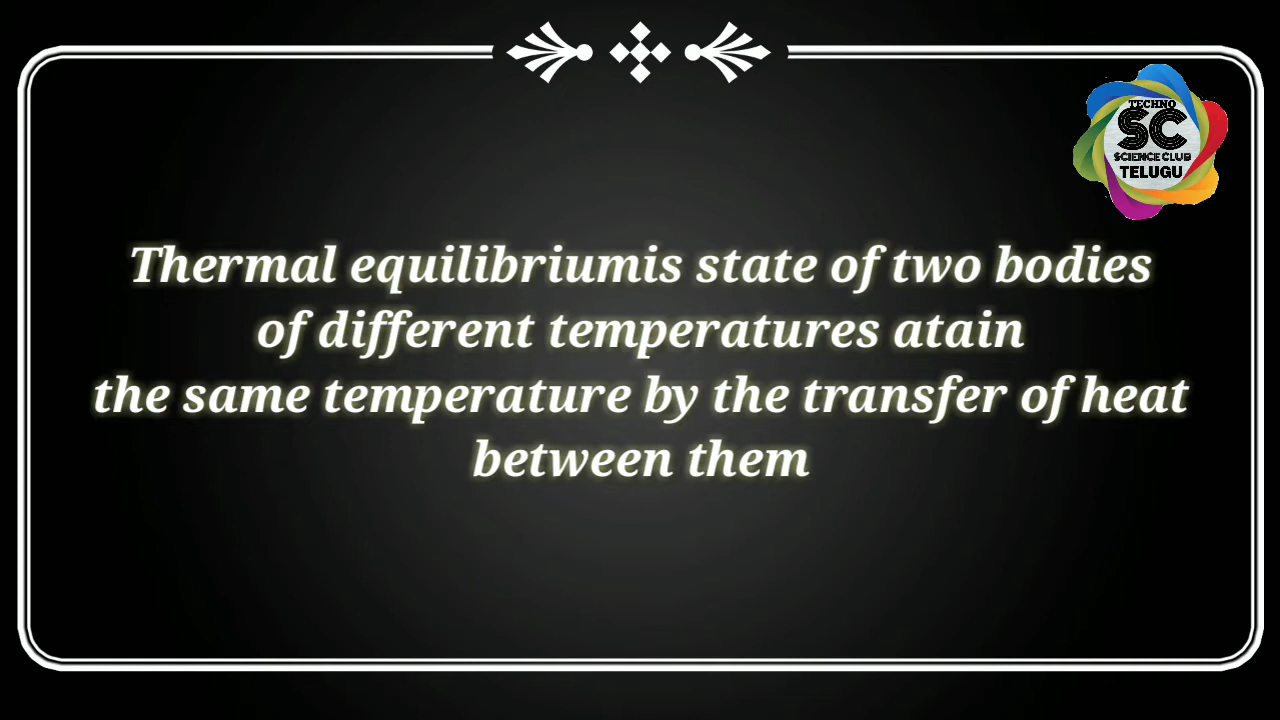 TECHNO
SC
SCIENCE CLUB
TELUGU
Thermal equilibriumis state of two bodies
of different temperatures atain
the same temperature by the transfer of heat
between them